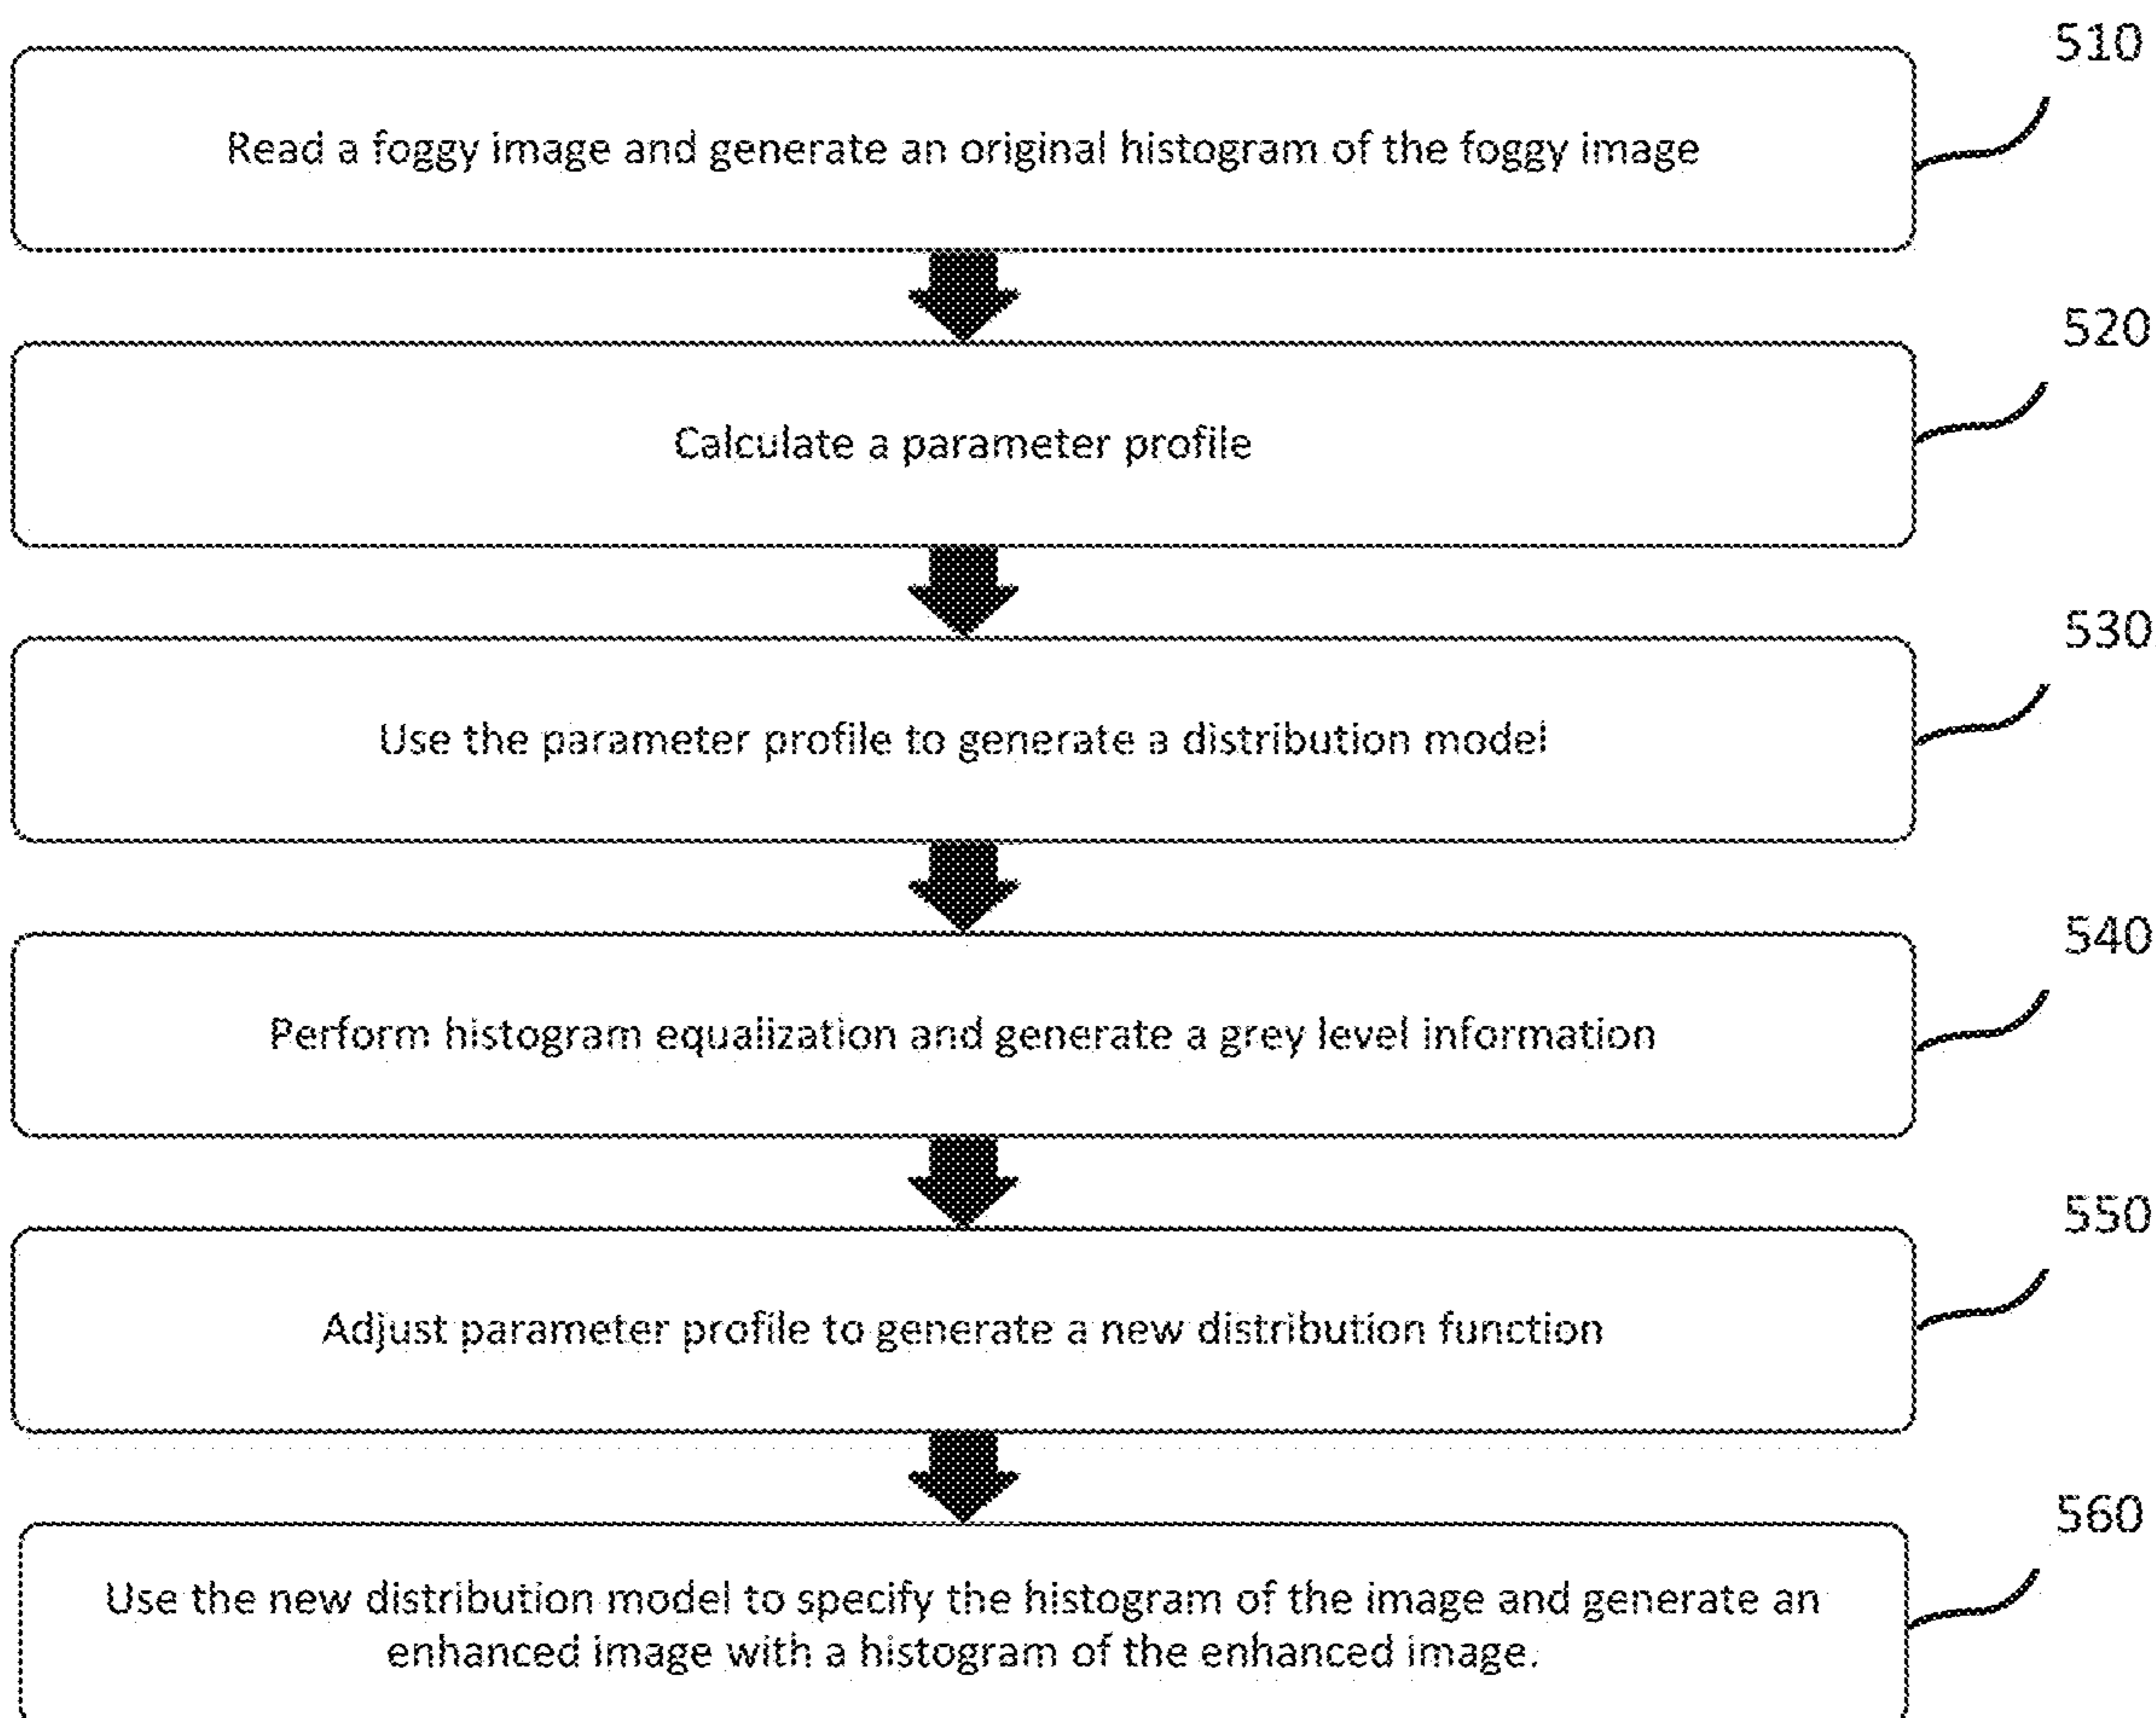 510
Read a foggy image and generate an original histogram of the foggy image
520
Calculate a parameter profile
530
Use the parameter profile to generate a distribution model
540
Perform histogram equalization and generate a grey level information
550
Adjust parameter profile to generate a new distribution function
560
Use the new distribution model to specify the histogram of the image and generate an
enhanced image with a histogram of the enhanced image.